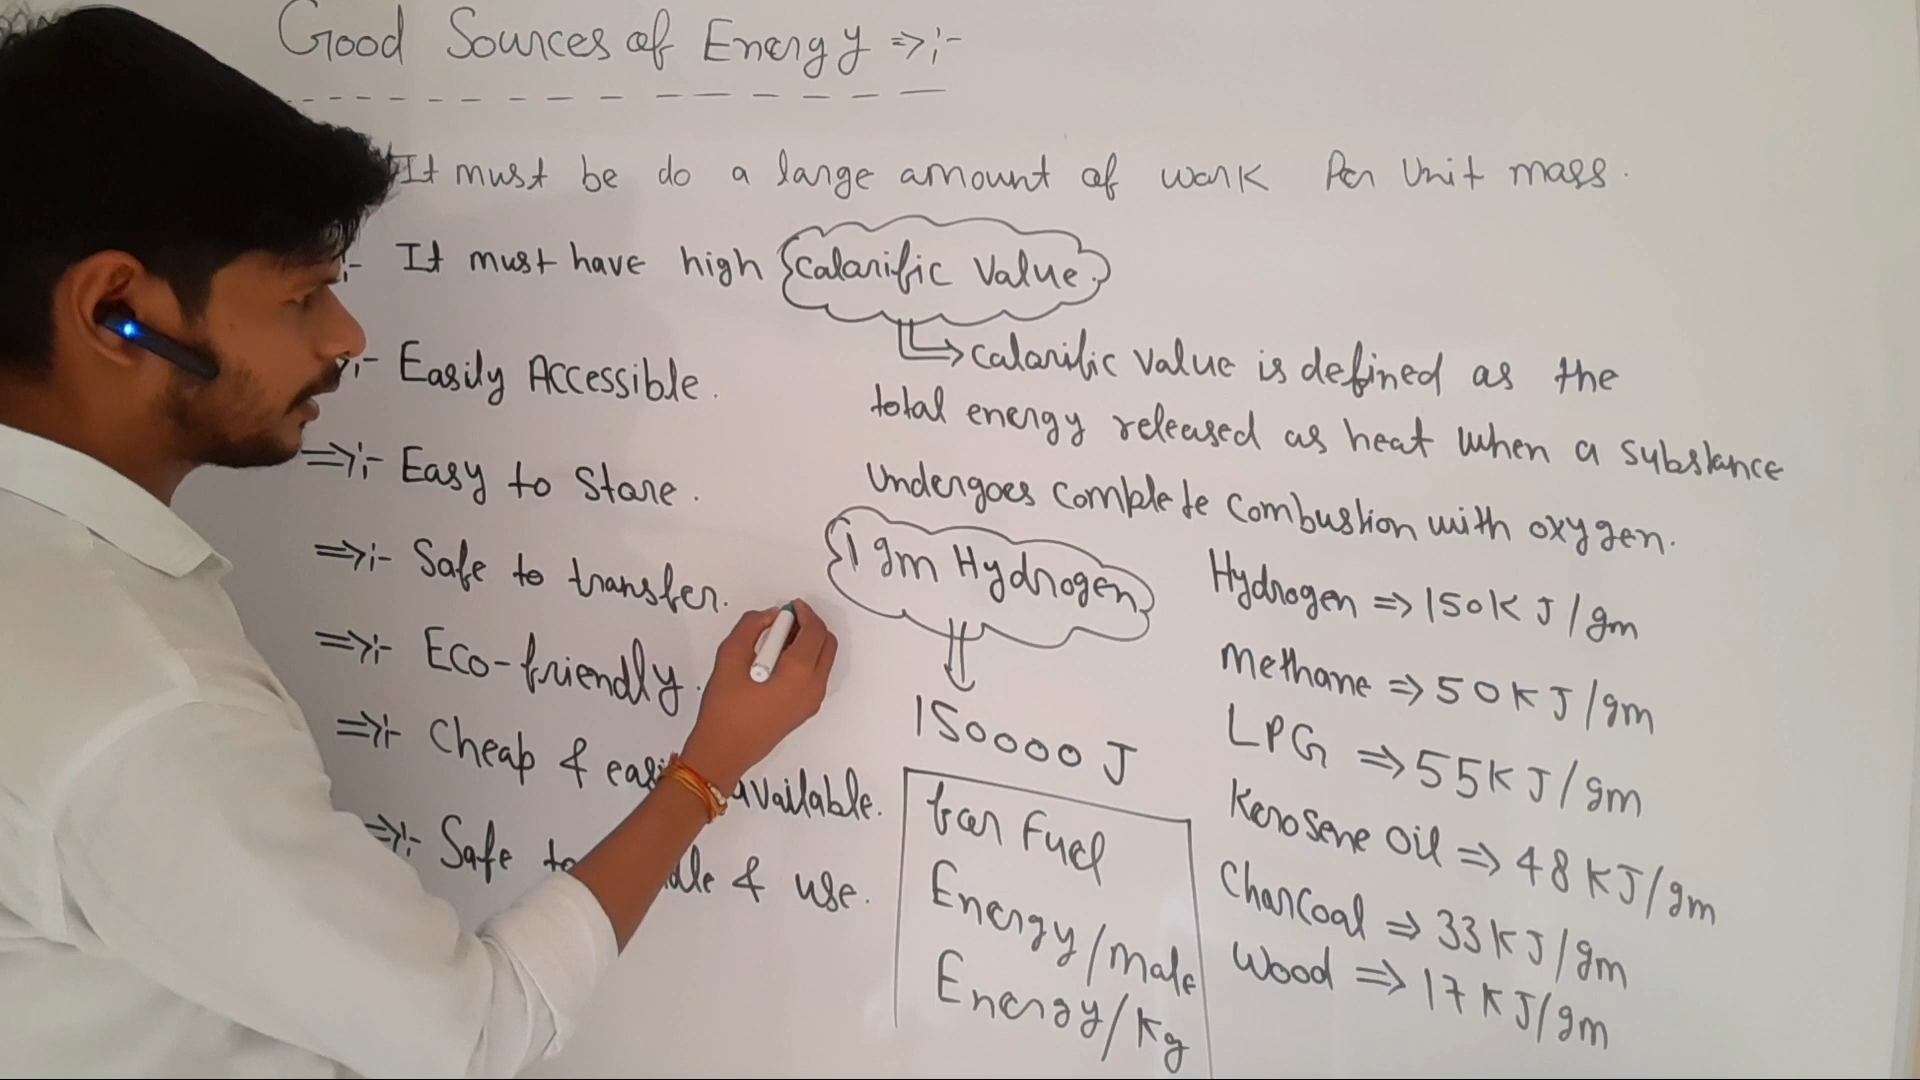 Good Sources of Energy =>:-
It must be do a large amount of work Per Unit mass.
:- It must have high Calorific Value.
:- Easily Accessible.
=>:- Easy to Store.
=>:- Safe to transfer.
=>:- Eco-friendly.
=>:- Cheap & available.
=>:- Safe & use.
Calorific value is defined as the
total energy released as heat when a substance
Undergoes complete combustion with oxygen.
1 gm Hydrogen
150000 J
for Fuel
Energy/mole
Energy/Kg
Hydrogen => 150KJ/gm
Methane => 50KJ/gm
LPG => 55KJ/gm
Kerosene Oil => 48KJ/gm
Charcoal => 33KJ/gm
Wood => 17KJ/gm